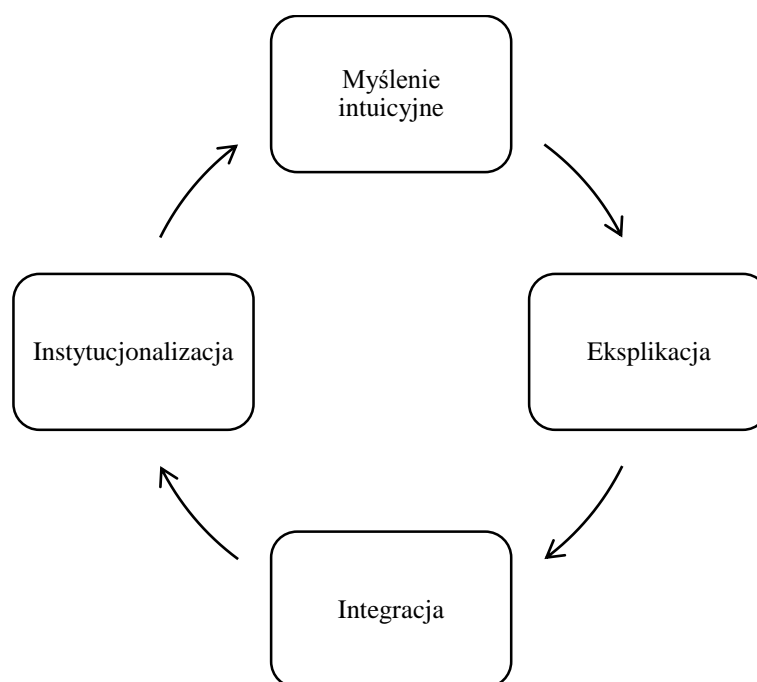 Myślenie
intuicyjne
Instytucjonalizacja
Eksplikacja
Integracja